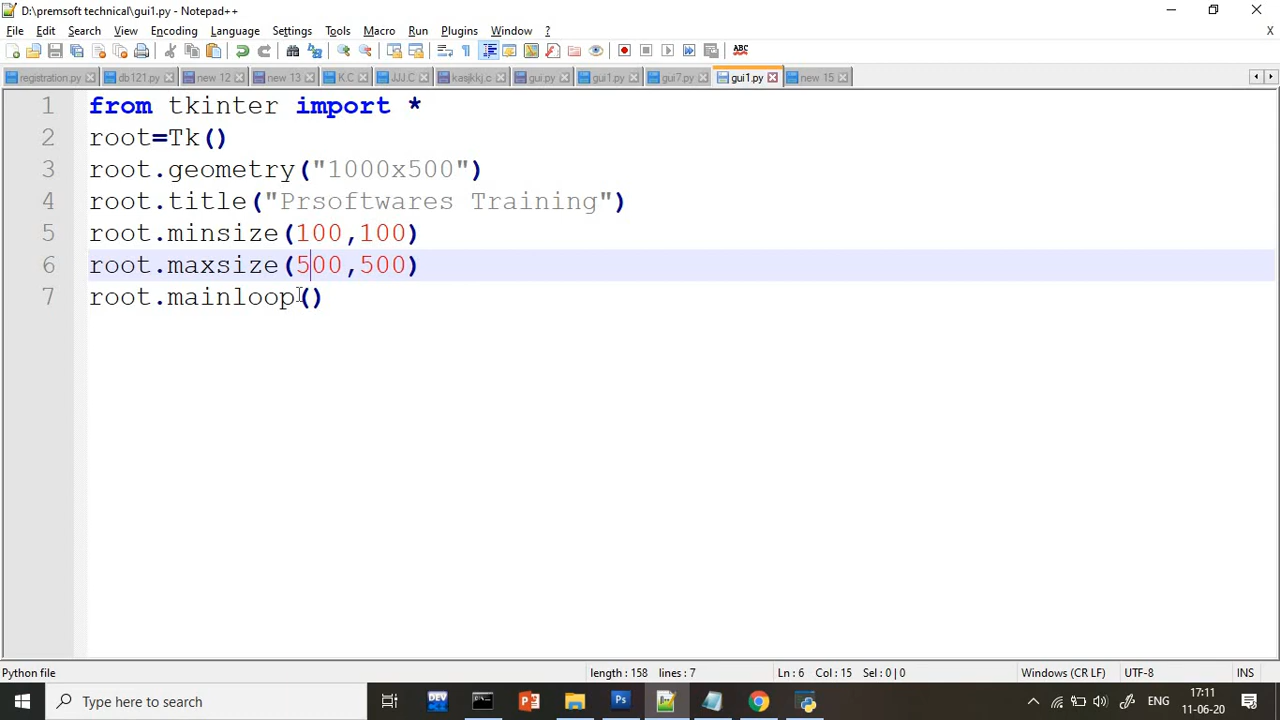 D:\premsoft technical\gui1.py - Notepad++
File Edit Search View Encoding Language Settings Tools Macro Run Plugins Window ?
X
ABC
registration.py db121.py new 12 new 13 K.C JJJ.C kasjkkj.c gui.py gui1.py gui7.py gui1.py new 15
1 from tkinter import *
2 root=Tk()
3 root.geometry("1000x500")
4 root.title("Prsoftwares Training")
5 root.minsize(100,100)
6 root.maxsize(500,500)
7 root.mainloop()
Python file length : 158 lines : 7 Ln : 6 Col : 15 Sel : 0 | 0 Windows (CR LF) UTF-8 INS
Type here to search DEV Ps ENG 17:11
11-06-20